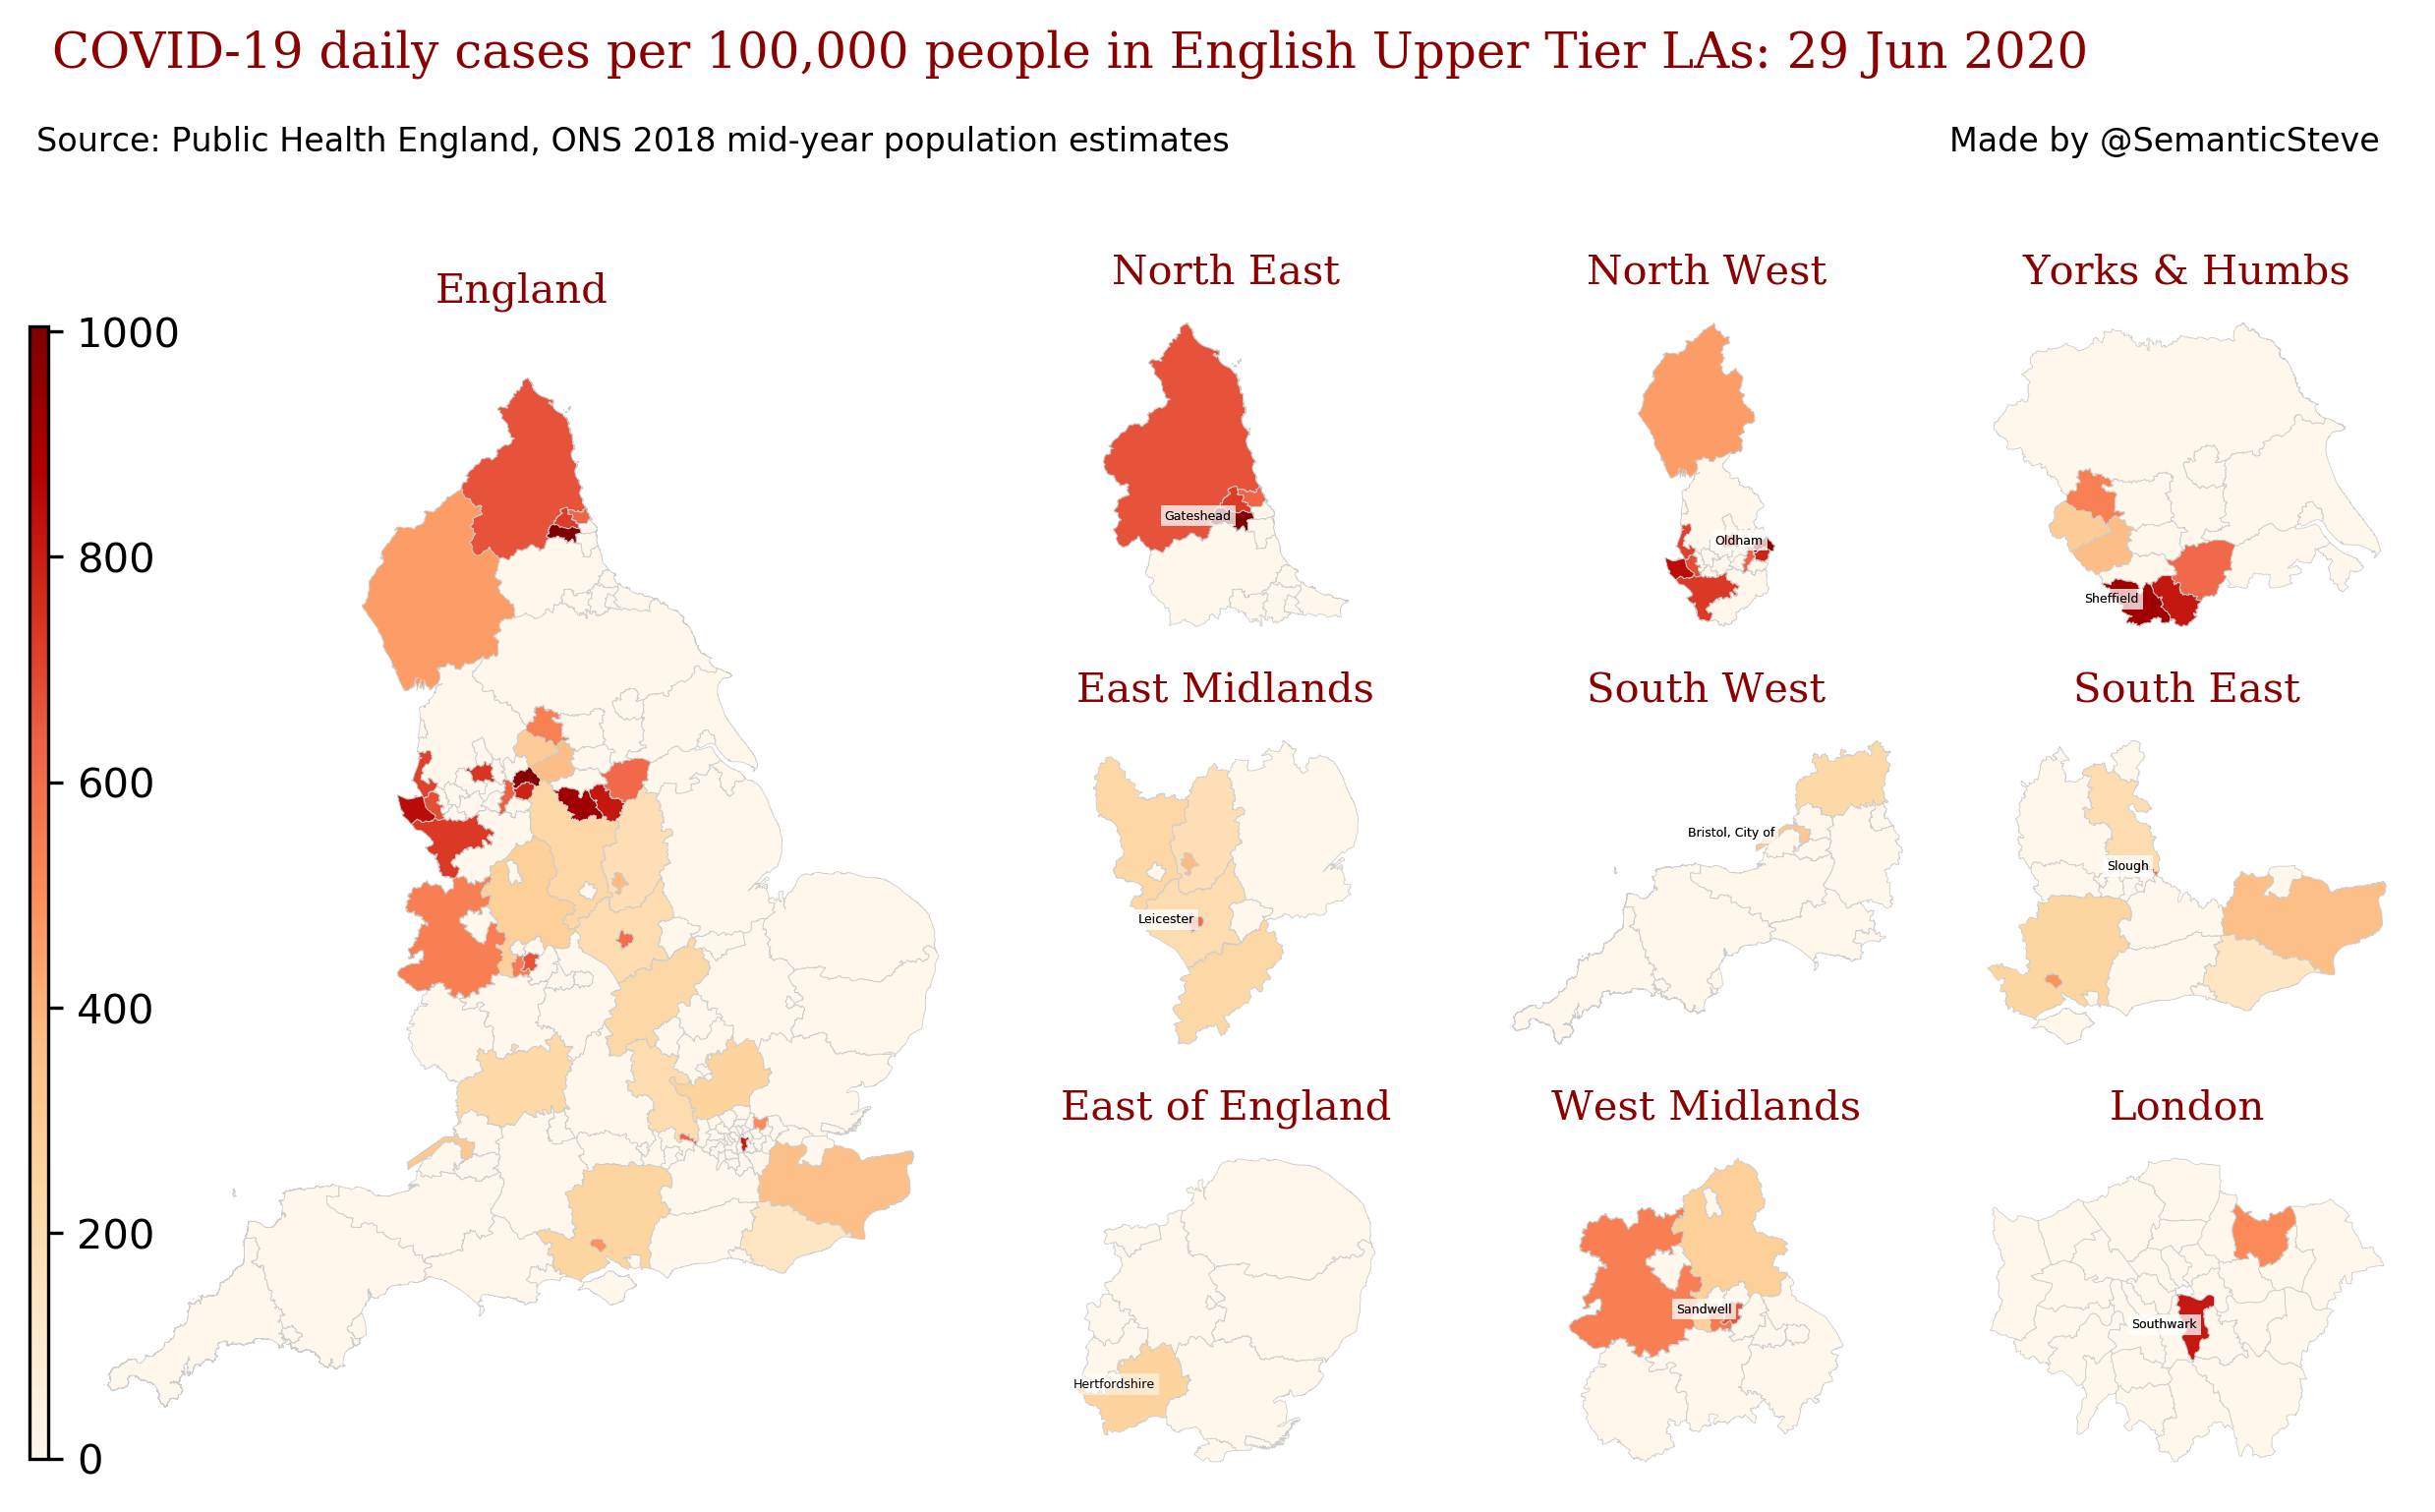 COVID-19 daily cases per 100,000 people in English Upper Tier LAs: 29 Jun 2020
Source: Public Health England, ONS 2018 mid-year population estimates
Made by @SemanticSteve
England
1000
800
600
400
200
0
North East
Gateshead
North West
Oldham
Yorks & Humbs
Sheffield
East Midlands
Leicester
South West
Bristol, City of
South East
Slough
East of England
Hertfordshire
West Midlands
Sandwell
London
Southwark